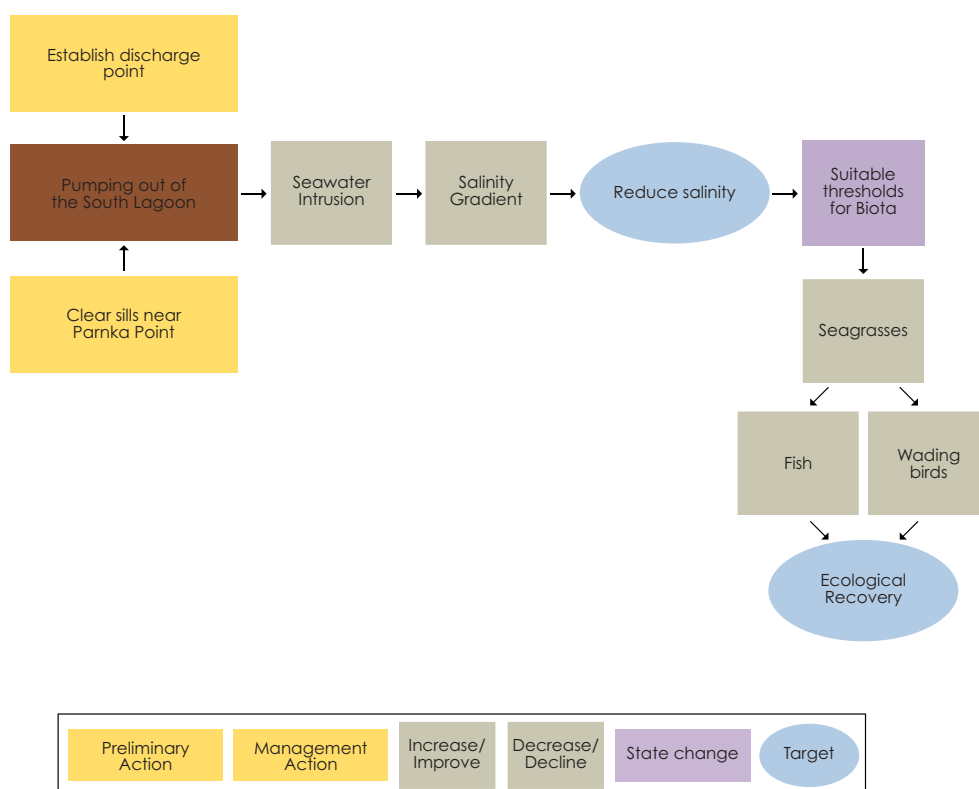 Establish discharge
point
Pumping out of
the South Lagoon
Seawater
Intrusion
Salinity
Gradient
Reduce salinity
Suitable
thresholds
for Biota
Clear sills near
Parnka Point
Seagrasses
Fish
Wading
birds
Ecological
Recovery
Preliminary
Action
Management
Action
Increase/
Improve
Decrease/
Decline
State change
Target